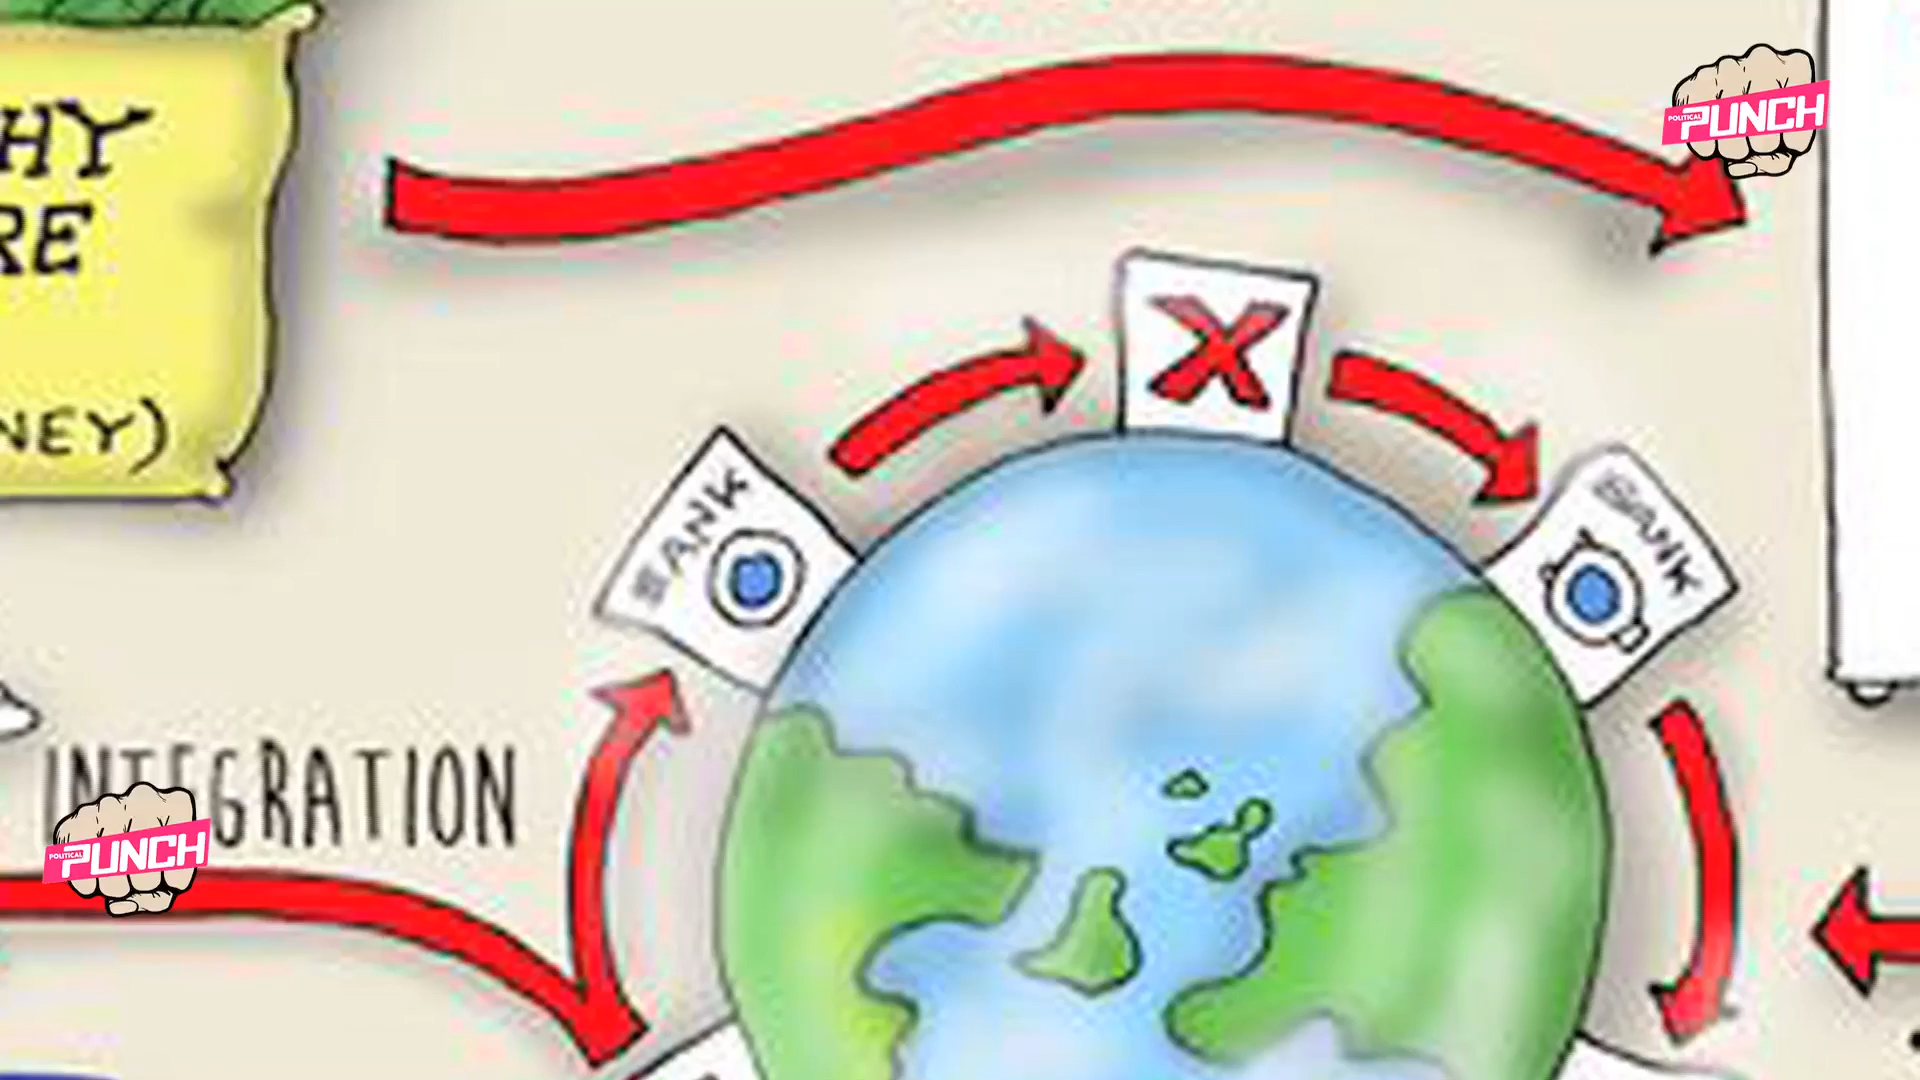 HY
RE
NEY)
POLITICAL PUNCH
X
BANK
BANK
INTEGRATION
POLITICAL PUNCH